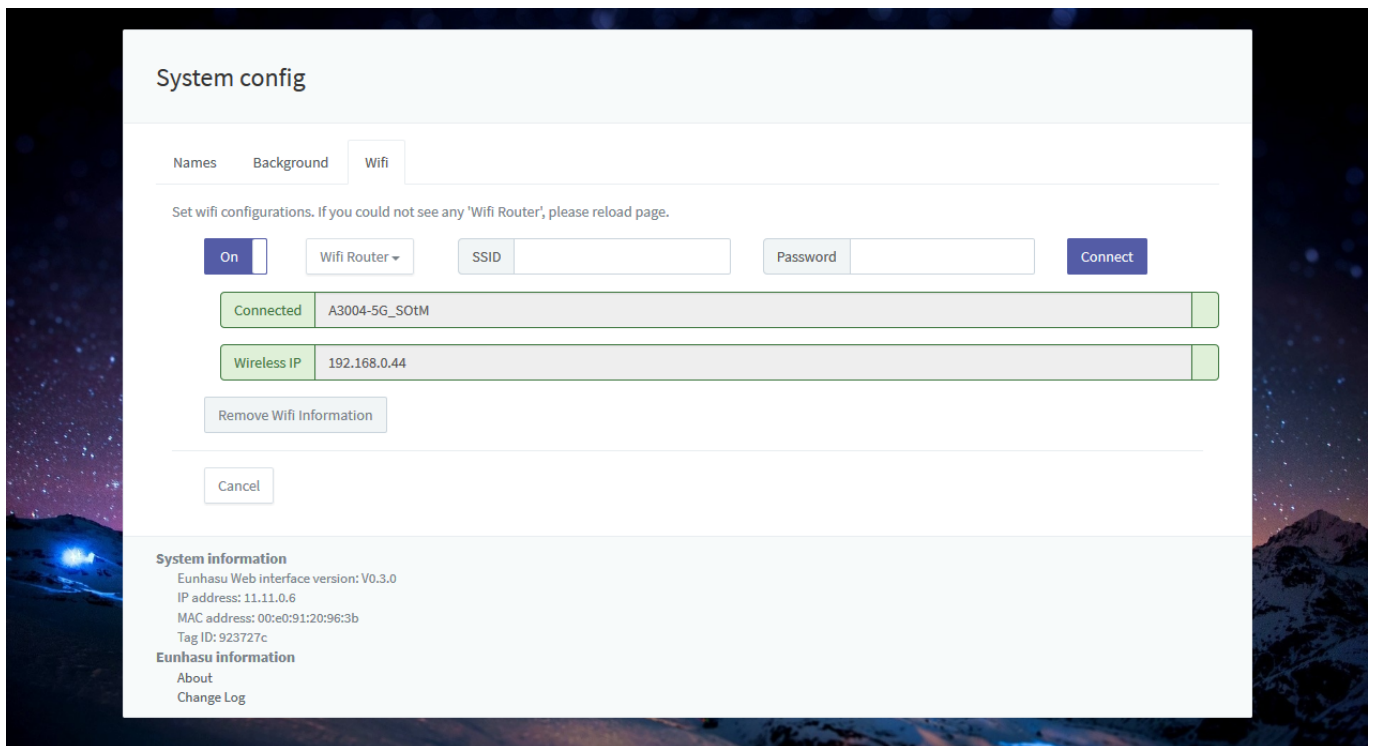 System config
Names Background Wifi
Set wifi configurations. If you could not see any 'Wifi Router', please reload page.
On Wifi Router SSID Password Connect
Connected A3004-5G_SOtM
Wireless IP 192.168.0.44
Remove Wifi Information
Cancel
System information
Eunhasu Web interface version: V0.3.0
IP address: 11.11.0.6
MAC address: 00:e0:91:20:96:3b
Tag ID: 923727c
Eunhasu information
About
Change Log